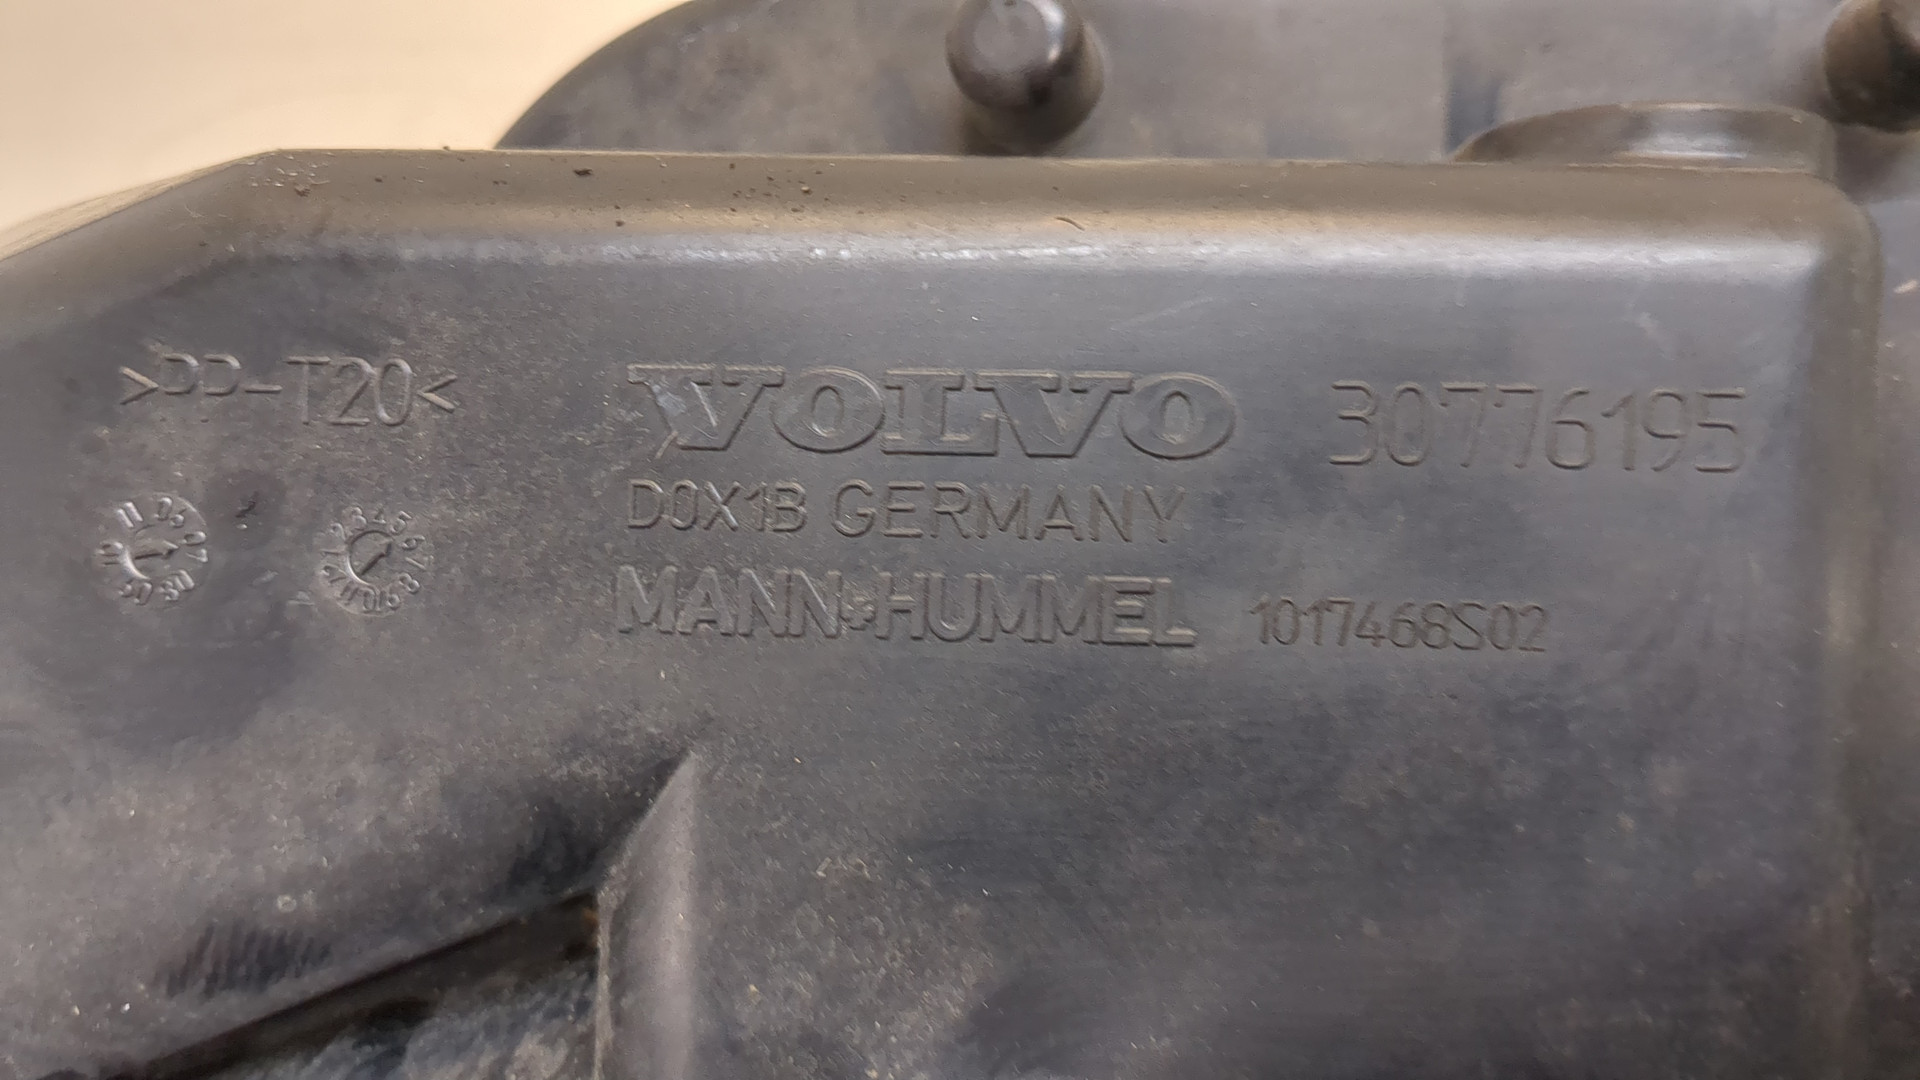 >PP-T20<
VOLVO 30776195
D0X1B GERMANY
MANN+HUMMEL 1017468S02